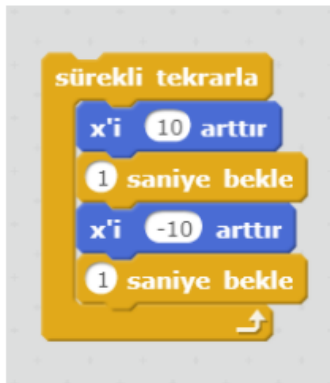 sürekli tekrarla
x'i 10 arttır
1 saniye bekle
x'i -10 arttır
1 saniye bekle